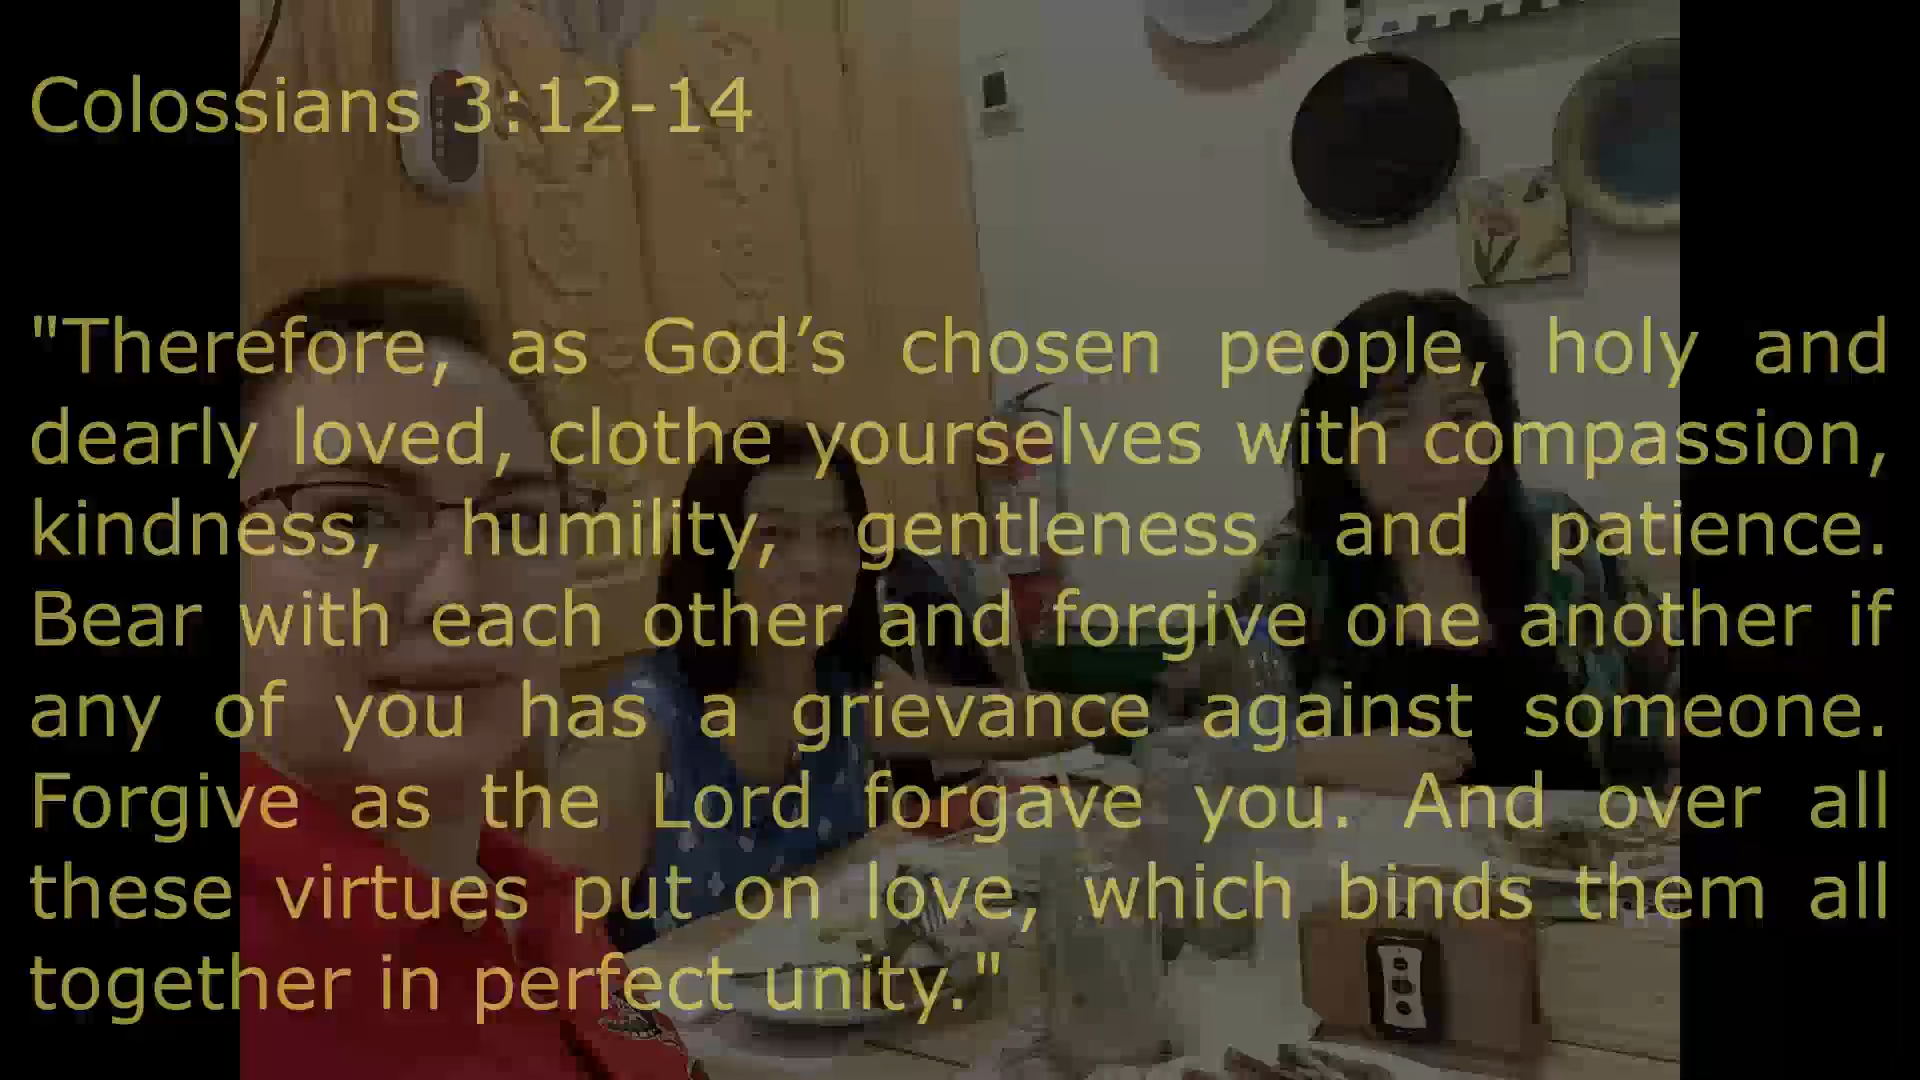 Colossians 3:12-14
"Therefore, as God’s chosen people, holy and
dearly loved, clothe yourselves with compassion,
kindness, humility, gentleness and patience.
Bear with each other and forgive one another if
any of you has a grievance against someone.
Forgive as the Lord forgave you. And over all
these virtues put on love, which binds them all
together in perfect unity."